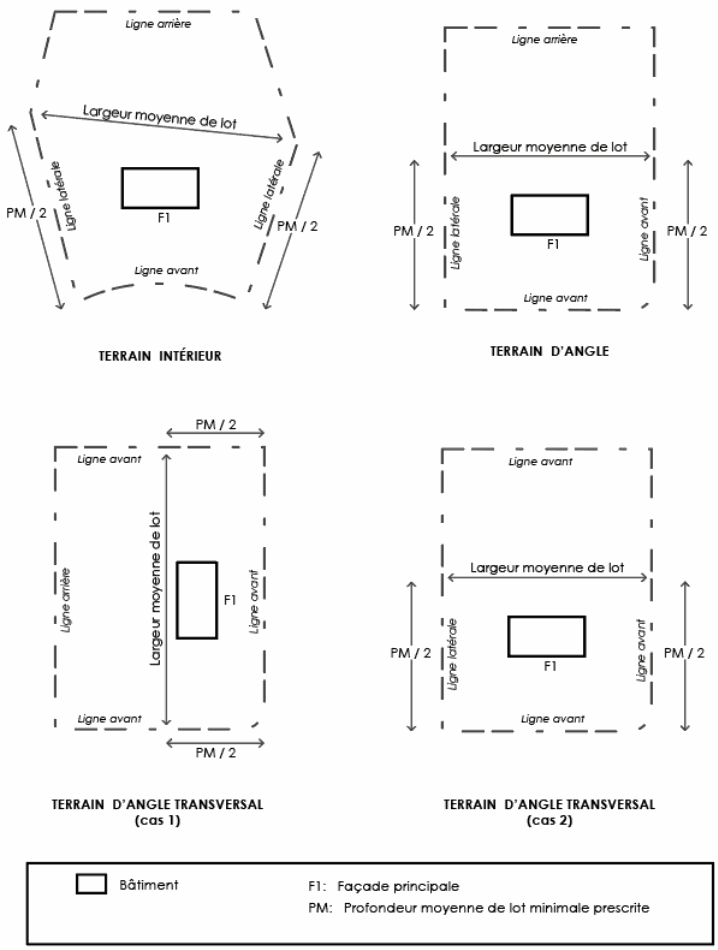 Ligne arrière
Largeur moyenne de lot
Ligne latérale
Ligne latérale
PM / 2
PM / 2
F1
Ligne avant
TERRAIN INTÉRIEUR
Ligne arrière
Largeur moyenne de lot
Ligne latérale
Ligne avant
PM / 2
PM / 2
F1
Ligne avant
TERRAIN D'ANGLE
PM / 2
Ligne avant
Largeur moyenne de lot
Ligne arrière
F1
Ligne avant
Ligne avant
PM / 2
TERRAIN D'ANGLE TRANSVERSAL
(cas 1)
Ligne avant
Largeur moyenne de lot
Ligne latérale
Ligne avant
PM / 2
PM / 2
F1
Ligne avant
TERRAIN D'ANGLE TRANSVERSAL
(cas 2)
Bâtiment
F1: Façade principale
PM: Profondeur moyenne de lot minimale prescrite